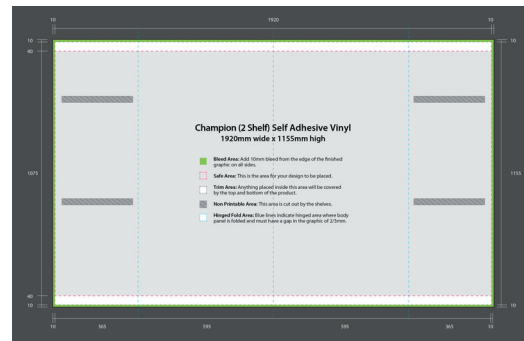 10 1920 10
10 10
40
Champion (2 Shelf) Self Adhesive Vinyl
1920mm wide x 1155mm high
Bleed Area: Add 10mm bleed from the edge of the finished
graphic on all sides.
Safe Area: This is the area for your design to be placed.
1075 1155
Trim Area: Anything placed inside this area will be covered
by the top and bottom of the product.
Non Printable Area: This area is cut out by the shelves.
Hinged Fold Area: Blue lines indicate hinged area where body
panel is folded and must have a gap in the graphic of 2/3mm.
40
10 10
10 365 595 595 365 10